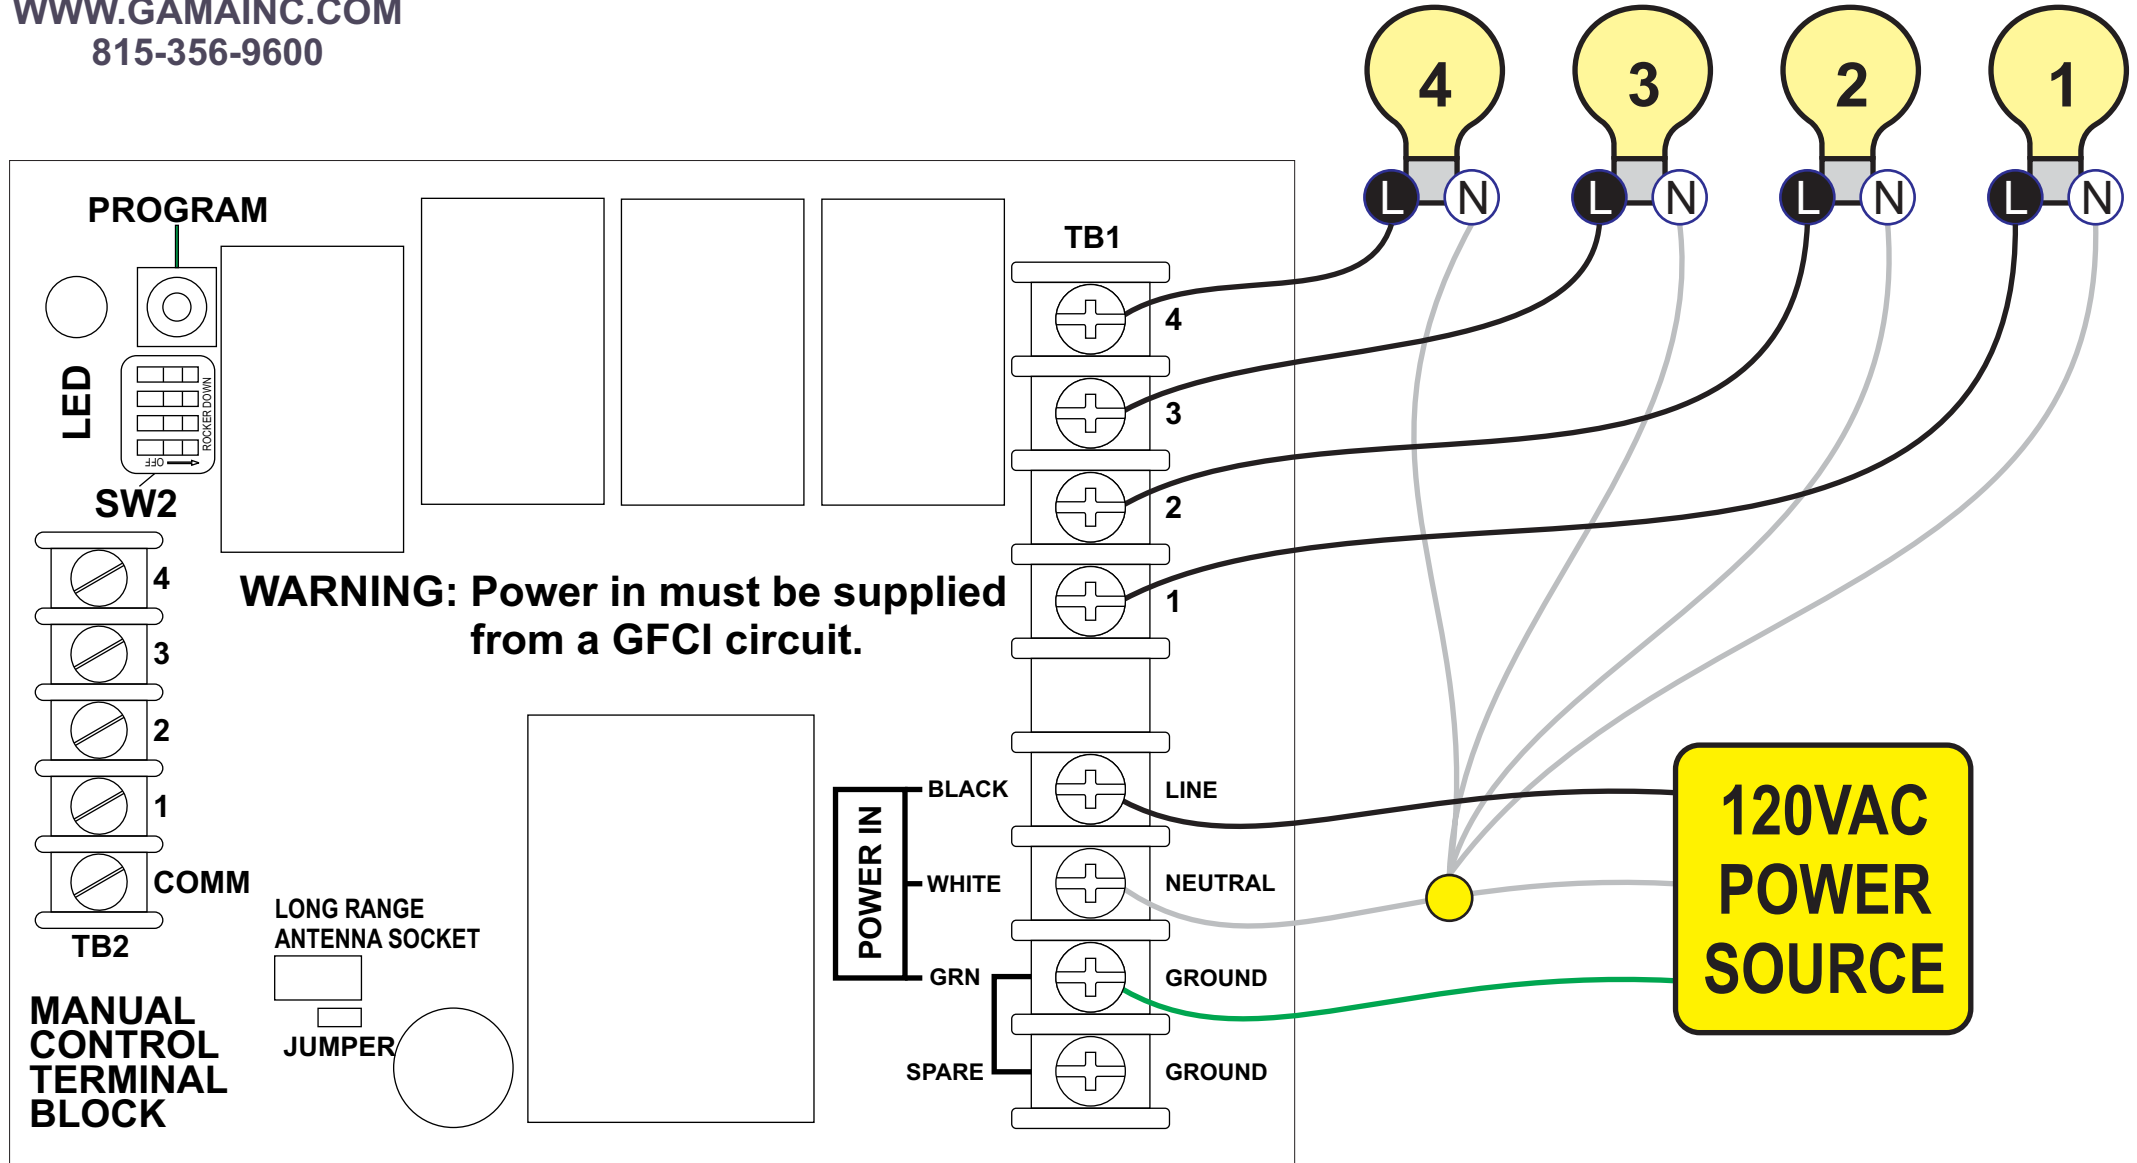 WWW.GAMAINC.COM
815-356-9600
4
3
2
1
L
N
L
N
L
N
L
N
PROGRAM
LED
ROCKER DOWN
OFF
SW2
TB1
4
3
2
1
WARNING: Power in must be supplied
from a GFCI circuit.
4
3
2
1
COMM
TB2
MANUAL
CONTROL
TERMINAL
BLOCK
LONG RANGE
ANTENNA SOCKET
JUMPER
POWER IN
BLACK
WHITE
GRN
SPARE
LINE
NEUTRAL
GROUND
GROUND
120VAC
POWER
SOURCE